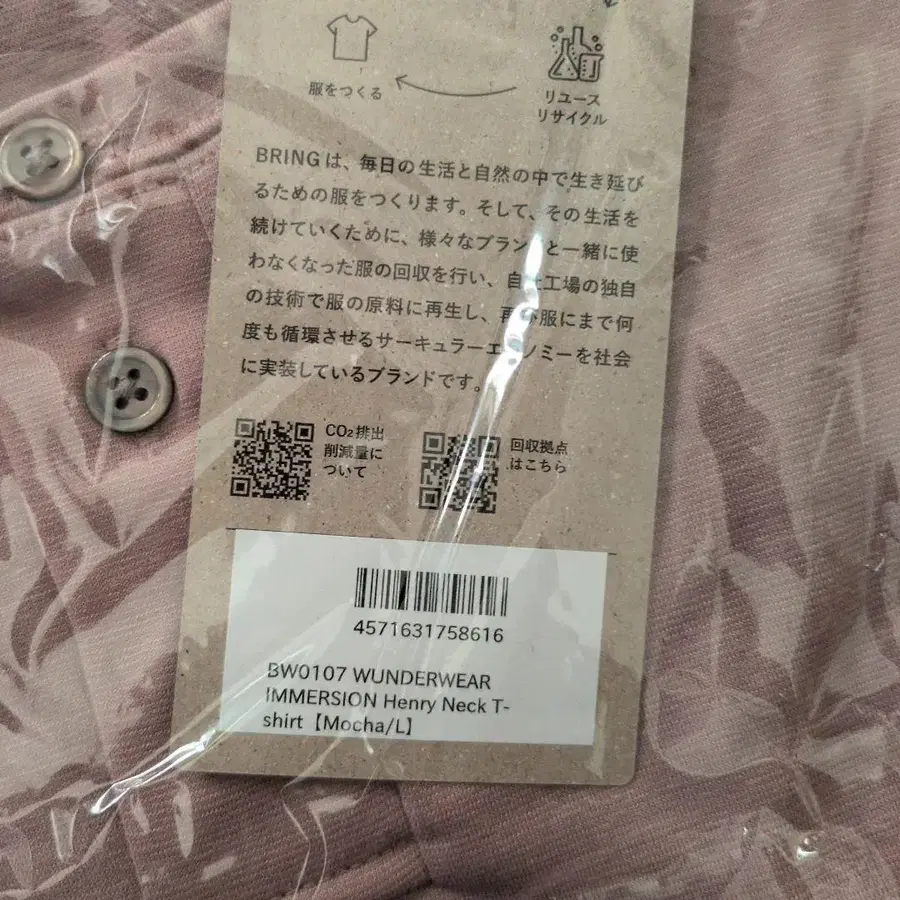 服をつくる
リユース
リサイクル
BRINGは、毎日の生活と自然の中で生き延び
るための服をつくります。そして、その生活を
続けていくために、様々なブランドと一緒に使
わなくなった服の回収を行い、自社工場の独自
の技術で服の原料に再生し、再び服にまで何
度も循環させるサーキュラーエコノミーを社会
に実装しているブランドです。
CO₂排出
削減量に
ついて
回収拠点
はこちら
4571631758616
BW0107 WUNDERWEAR
IMMERSION Henry Neck T-
shirt【Mocha/L】